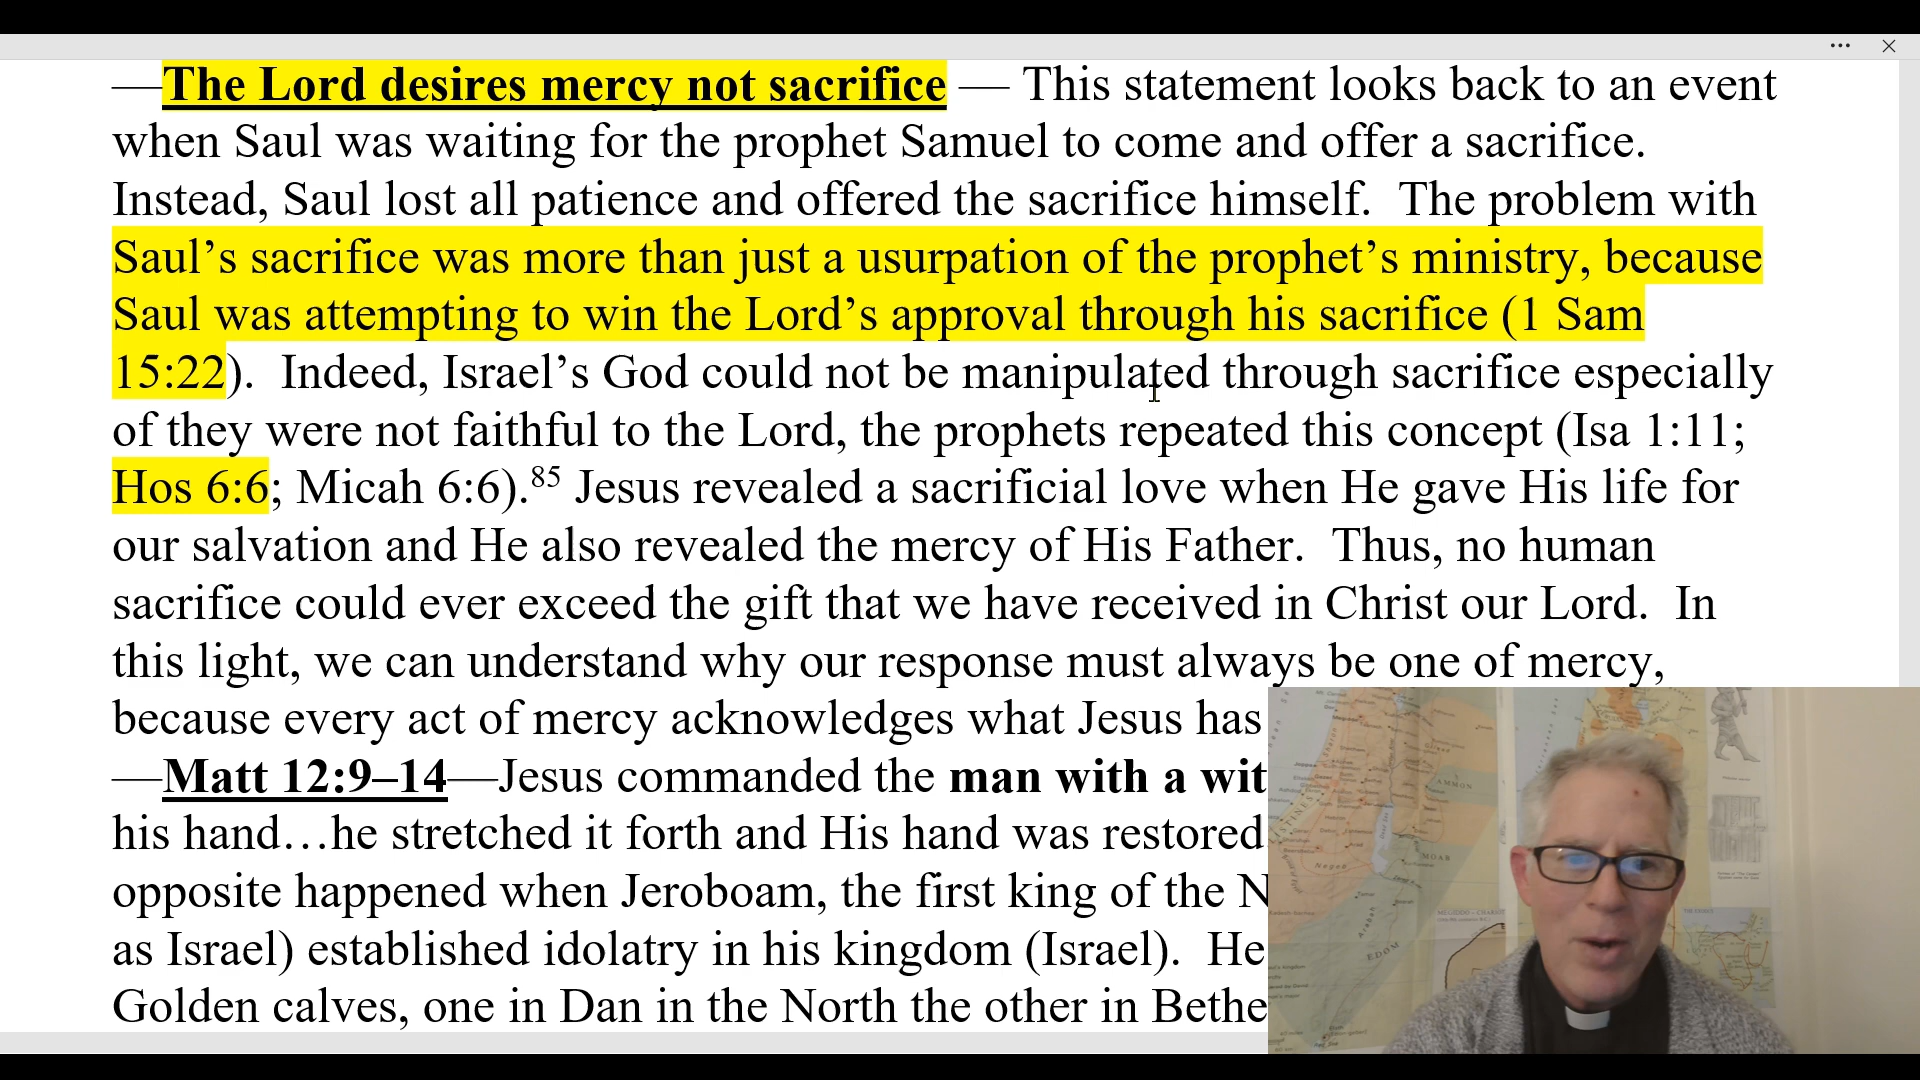 —The Lord desires mercy not sacrifice — This statement looks back to an event
when Saul was waiting for the prophet Samuel to come and offer a sacrifice.
Instead, Saul lost all patience and offered the sacrifice himself.  The problem with
Saul’s sacrifice was more than just a usurpation of the prophet’s ministry, because
Saul was attempting to win the Lord’s approval through his sacrifice (1 Sam
15:22).  Indeed, Israel’s God could not be manipulated through sacrifice especially
of they were not faithful to the Lord, the prophets repeated this concept (Isa 1:11;
Hos 6:6; Micah 6:6).85 Jesus revealed a sacrificial love when He gave His life for
our salvation and He also revealed the mercy of His Father.  Thus, no human
sacrifice could ever exceed the gift that we have received in Christ our Lord.  In
this light, we can understand why our response must always be one of mercy,
because every act of mercy acknowledges what Jesus has
—Matt 12:9–14—Jesus commanded the man with a wit
his hand…he stretched it forth and His hand was restored
opposite happened when Jeroboam, the first king of the N
as Israel) established idolatry in his kingdom (Israel).  He
Golden calves, one in Dan in the North the other in Bethe
AMMON
MOAB
Negev
Arabah
EDOM